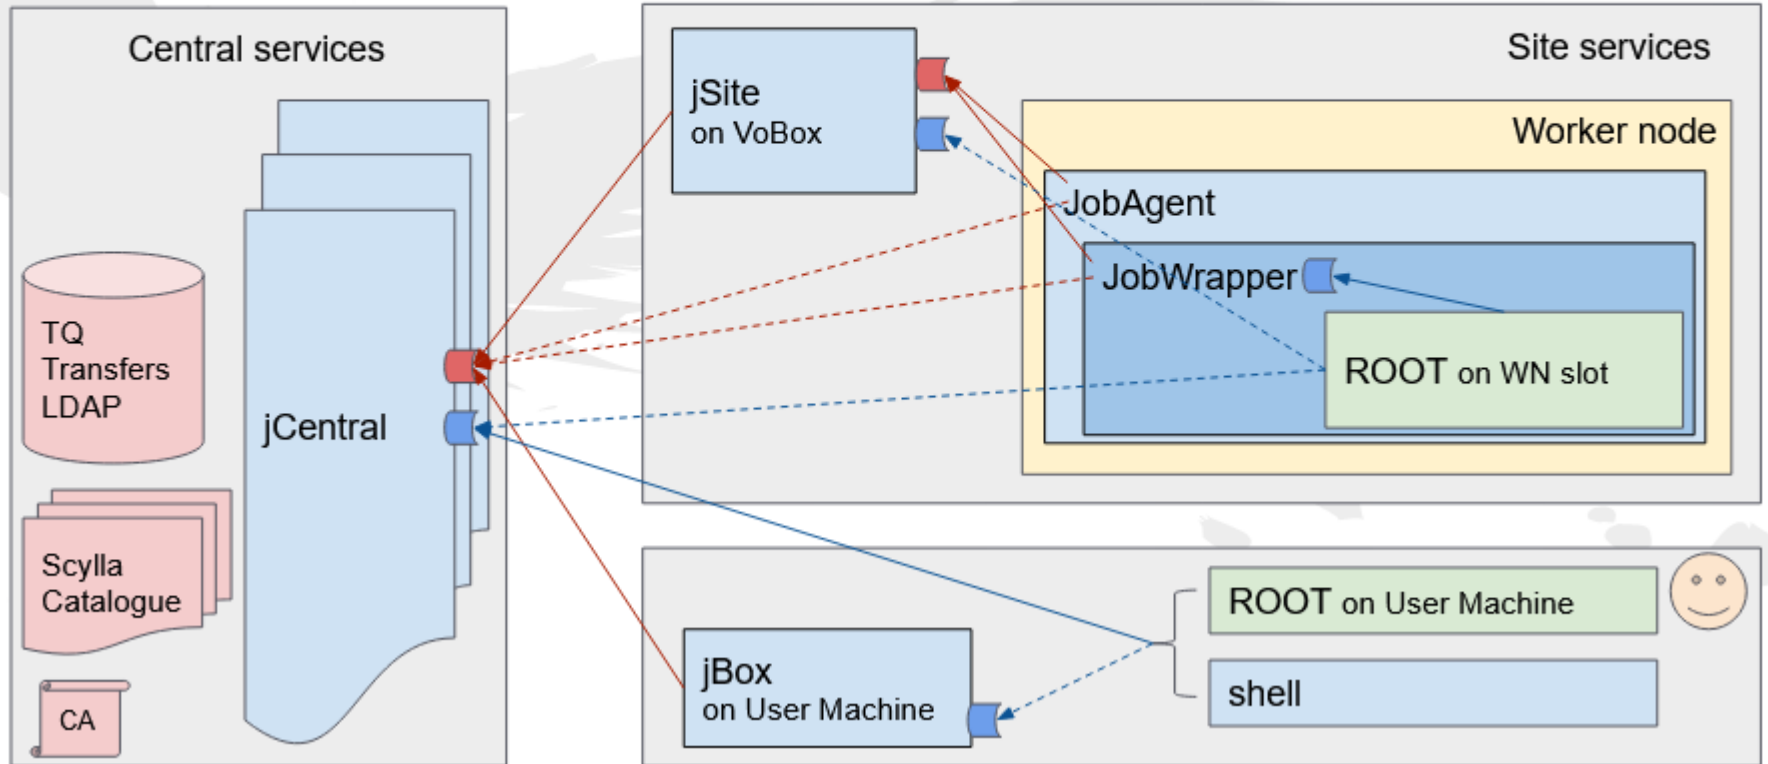 Central services
TQ
Transfers
LDAP
Scylla
Catalogue
CA
jCentral
Site services
jSite
on VoBox
Worker node
JobAgent
JobWrapper
ROOT on WN slot
jBox
on User Machine
ROOT on User Machine
shell